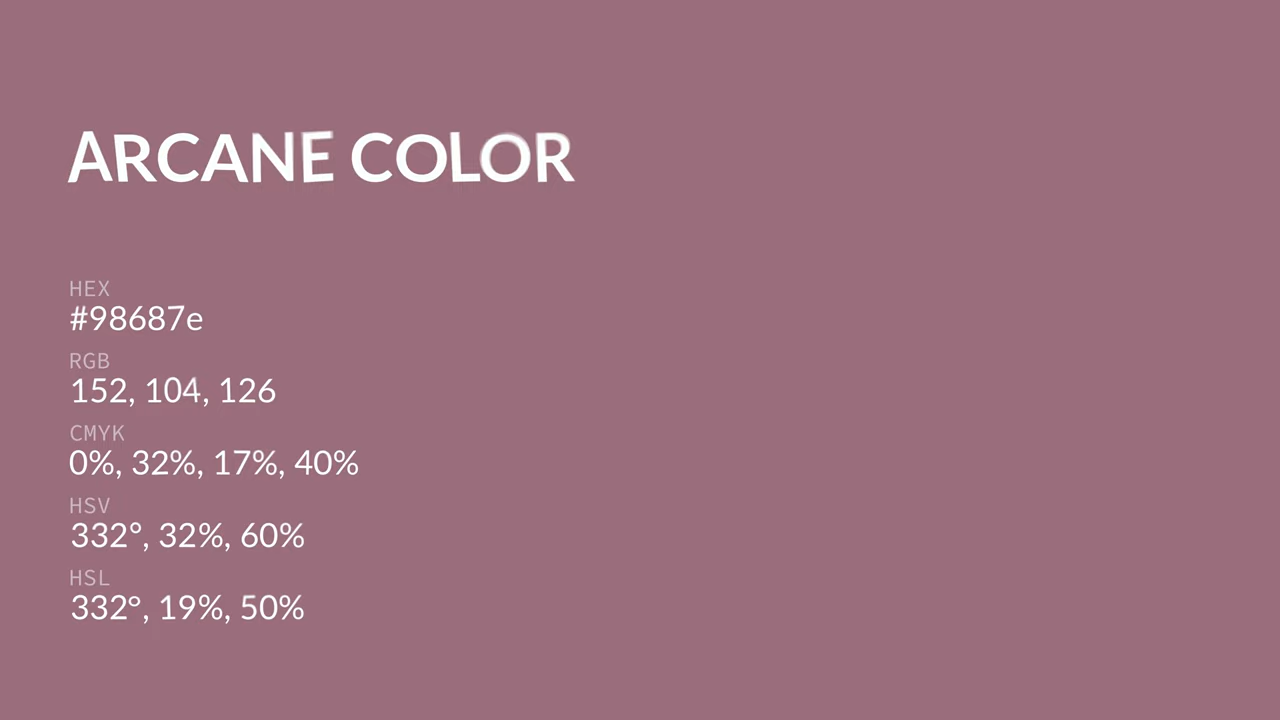 ARCANE COLOR
HEX
#98687e
RGB
152, 104, 126
CMYK
0%, 32%, 17%, 40%
HSV
332°, 32%, 60%
HSL
332°, 19%, 50%